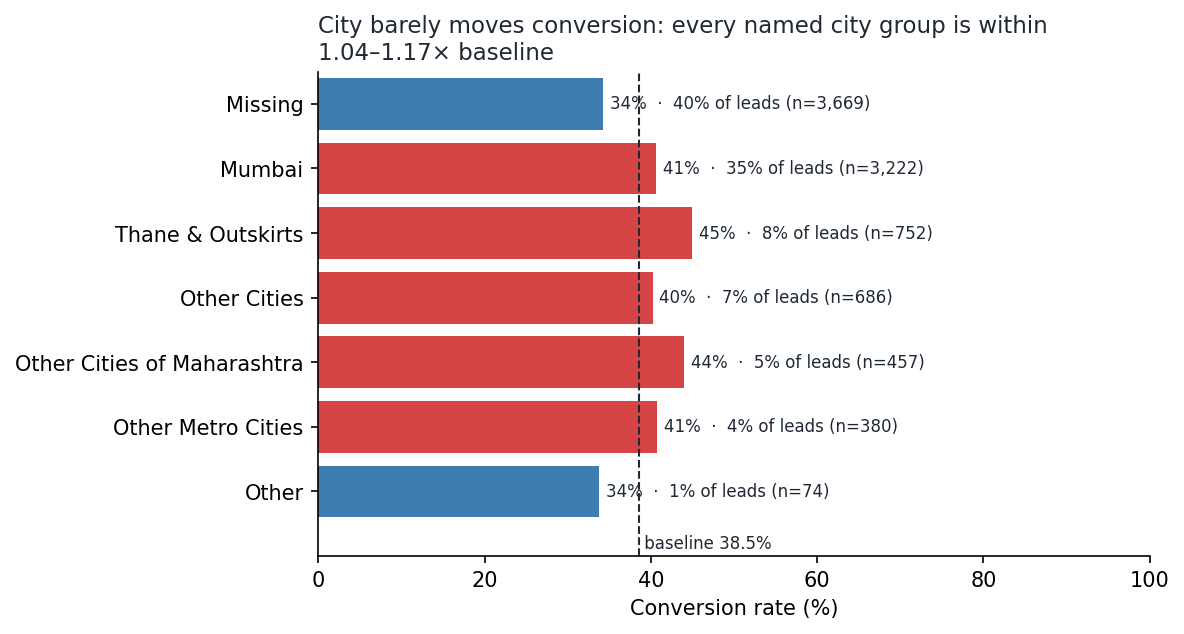 City barely moves conversion: every named city group is within
1.04–1.17× baseline
Missing
34%  ·  40% of leads (n=3,669)
Mumbai
41%  ·  35% of leads (n=3,222)
Thane & Outskirts
45%  ·  8% of leads (n=752)
Other Cities
40%  ·  7% of leads (n=686)
Other Cities of Maharashtra
44%  ·  5% of leads (n=457)
Other Metro Cities
41%  ·  4% of leads (n=380)
Other
34%  ·  1% of leads (n=74)
baseline 38.5%
0 20 40 60 80 100
Conversion rate (%)